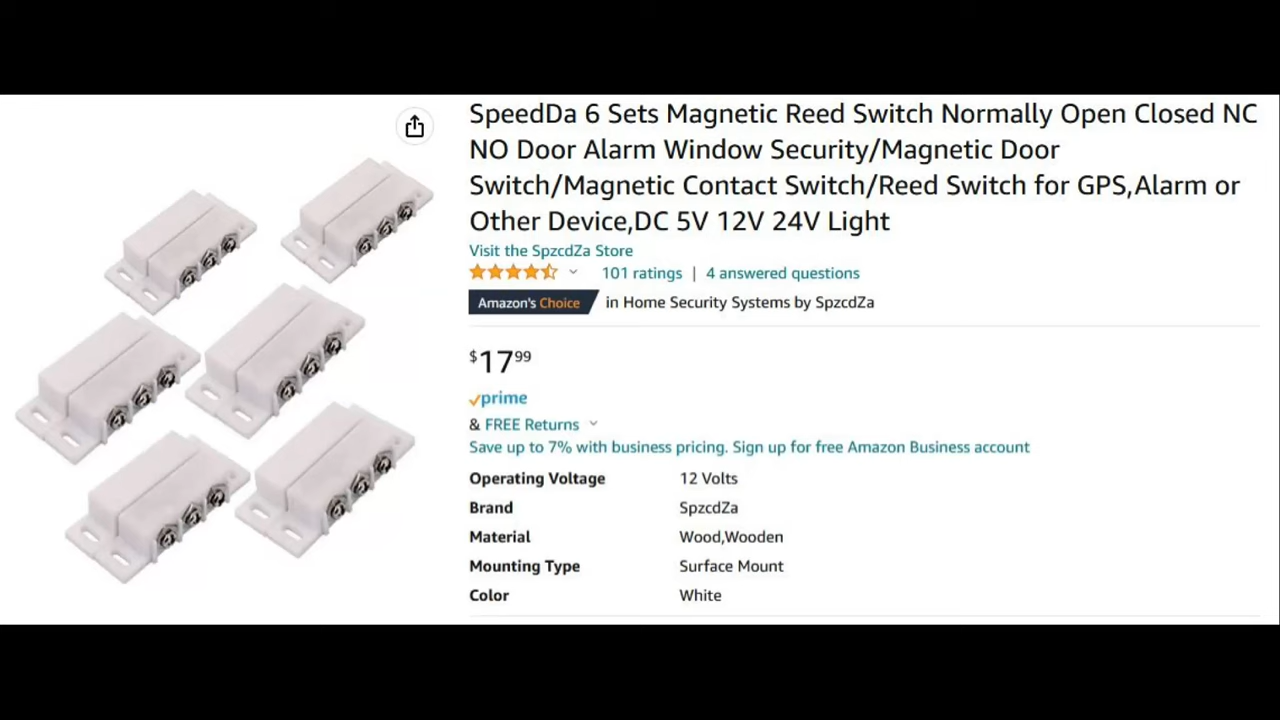 SpeedDa 6 Sets Magnetic Reed Switch Normally Open Closed NC
NO Door Alarm Window Security/Magnetic Door
Switch/Magnetic Contact Switch/Reed Switch for GPS,Alarm or
Other Device,DC 5V 12V 24V Light
Visit the SpzcdZa Store
101 ratings | 4 answered questions
Amazon's Choice in Home Security Systems by SpzcdZa
$1799
prime
& FREE Returns
Save up to 7% with business pricing. Sign up for free Amazon Business account
Operating Voltage 12 Volts
Brand SpzcdZa
Material Wood,Wooden
Mounting Type Surface Mount
Color White